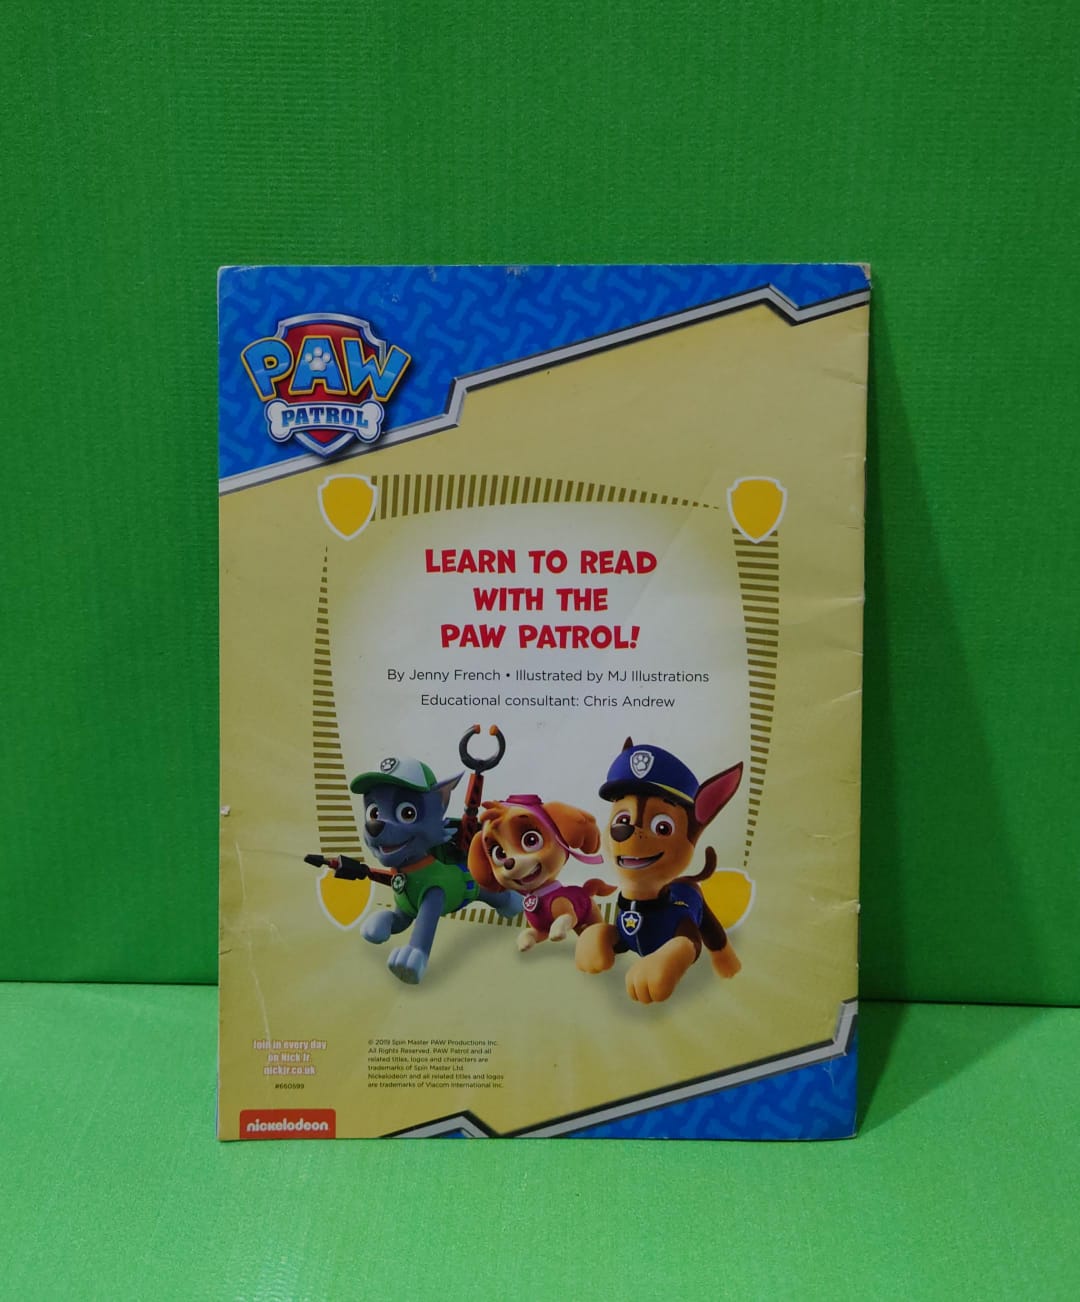 PAW
PATROL
LEARN TO READ
WITH THE
PAW PATROL!
By Jenny French • Illustrated by MJ Illustrations
Educational consultant: Chris Andrew
Join in every day
on Nick Jr.
nickjr.co.uk
#660599
© 2019 Spin Master PAW Productions Inc.
All Rights Reserved. PAW Patrol and all
related titles, logos and characters are
trademarks of Spin Master Ltd.
Nickelodeon and all related titles and logos
are trademarks of Viacom International Inc.
nickelodeon